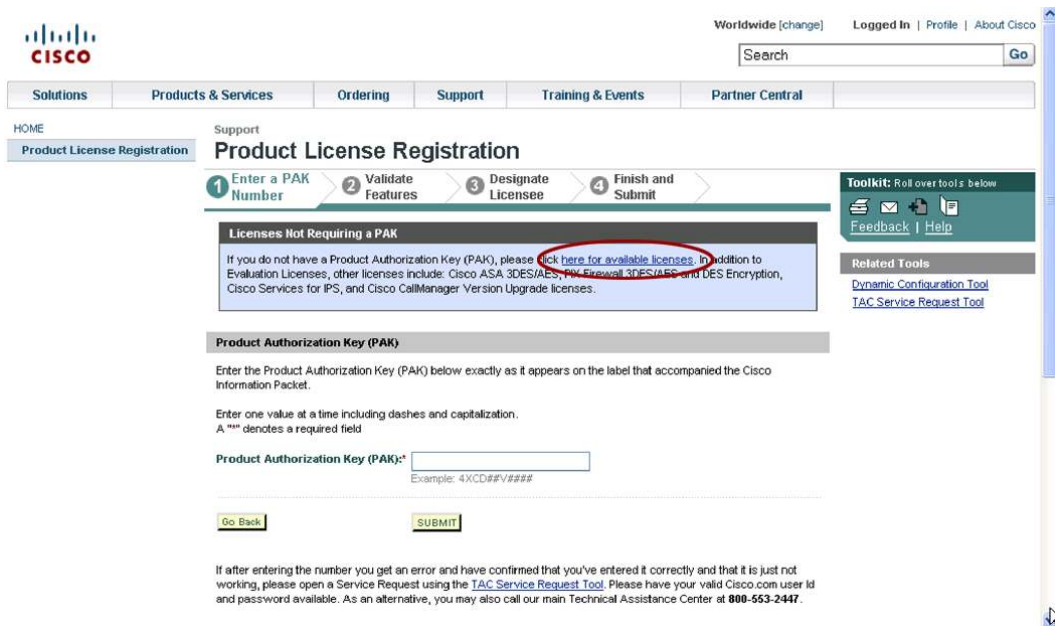 Worldwide [change] Logged In | Profile | About Cisco
CISCO
Search Go
Solutions Products & Services Ordering Support Training & Events Partner Central
HOME
Product License Registration
Support
Product License Registration
1 Enter a PAK Number
2 Validate Features
3 Designate Licensee
4 Finish and Submit
Toolkit: Roll over tools below
Feedback | Help
Related Tools
Dynamic Configuration Tool
TAC Service Request Tool
Licenses Not Requiring a PAK
If you do not have a Product Authorization Key (PAK), please click here for available licenses. In addition to
Evaluation Licenses, other licenses include: Cisco ASA 3DES/AES, PIX Firewall 3DES/AES and DES Encryption,
Cisco Services for IPS, and Cisco CallManager Version Upgrade licenses.
Product Authorization Key (PAK)
Enter the Product Authorization Key (PAK) below exactly as it appears on the label that accompanied the Cisco
Information Packet.
Enter one value at a time including dashes and capitalization.
A "*" denotes a required field
Product Authorization Key (PAK):*
Example: 4XCD##V####
Go Back SUBMIT
If after entering the number you get an error and have confirmed that you've entered it correctly and that it is just not
working, please open a Service Request using the TAC Service Request Tool. Please have your valid Cisco.com user Id
and password available. As an alternative, you may also call our main Technical Assistance Center at 800-553-2447.